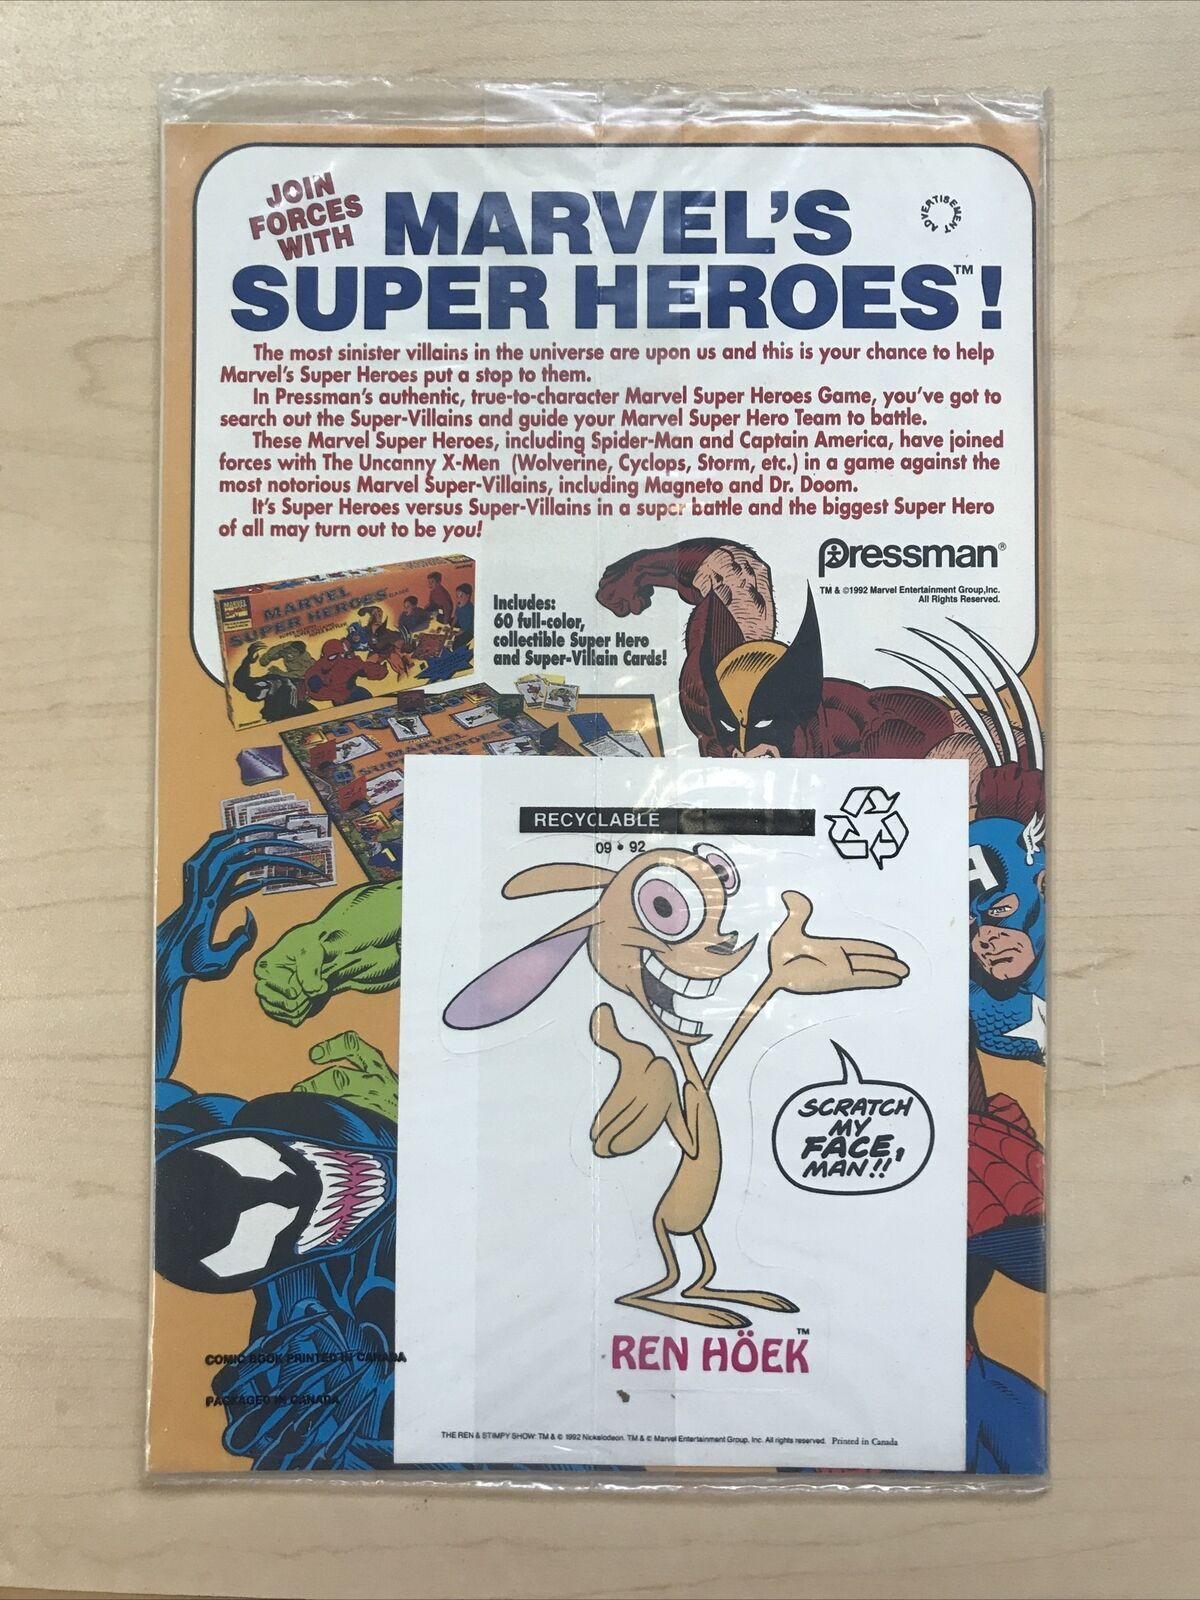 JOIN
FORCES
WITH
MARVEL'S
SUPER HEROES™!
ADVERTISEMENT
The most sinister villains in the universe are upon us and this is your chance to help
Marvel's Super Heroes put a stop to them.
In Pressman's authentic, true-to-character Marvel Super Heroes Game, you've got to
search out the Super-Villains and guide your Marvel Super Hero Team to battle.
These Marvel Super Heroes, including Spider-Man and Captain America, have joined
forces with The Uncanny X-Men (Wolverine, Cyclops, Storm, etc.) in a game against the
most notorious Marvel Super-Villains, including Magneto and Dr. Doom.
It's Super Heroes versus Super-Villains in a super battle and the biggest Super Hero
of all may turn out to be you!
Pressman®
TM & ©1992 Marvel Entertainment Group,Inc.
All Rights Reserved.
MARVEL
MARVEL
SUPER HEROES GAME
Includes:
60 full-color,
collectible Super Hero
and Super-Villain Cards!
MARVEL
SUPER HEROES
RECYCLABLE
09 • 92
A
SCRATCH
MY
FACE,
MAN!!
REN HÖEK™
COMIC BOOK PRINTED IN CANADA
PACKAGED IN CANADA
THE REN & STIMPY SHOW: TM & © 1992 Nickelodeon. TM & © Marvel Entertainment Group, Inc. All rights reserved. Printed in Canada